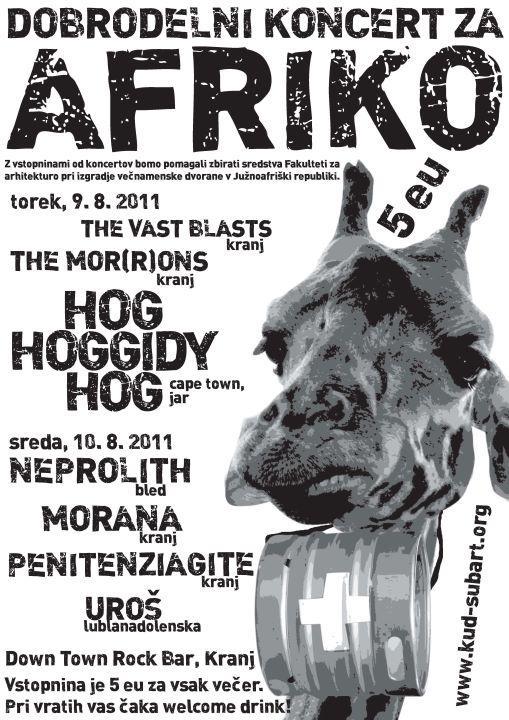 DOBRODELNI KONCERT ZA
AFRIKO
Z vstopninami od koncertov bomo pomagali zbirati sredstva Fakulteti za
arhitekturo pri izgradje večnamenske dvorane v Južnoafriški republiki.
5 eu
torek, 9. 8. 2011
THE VAST BLASTS
kranj
THE MOR(R)ONS
kranj
HOG
HOGGIDY
HOG
cape town,
jar
sreda, 10. 8. 2011
NEPROLITH
bled
MORANA
kranj
PENITENZIAGITE
kranj
UROŠ
lublanadolenska
Down Town Rock Bar, Kranj
Vstopnina je 5 eu za vsak večer.
Pri vratih vas čaka welcome drink!
www.kud-subart.org